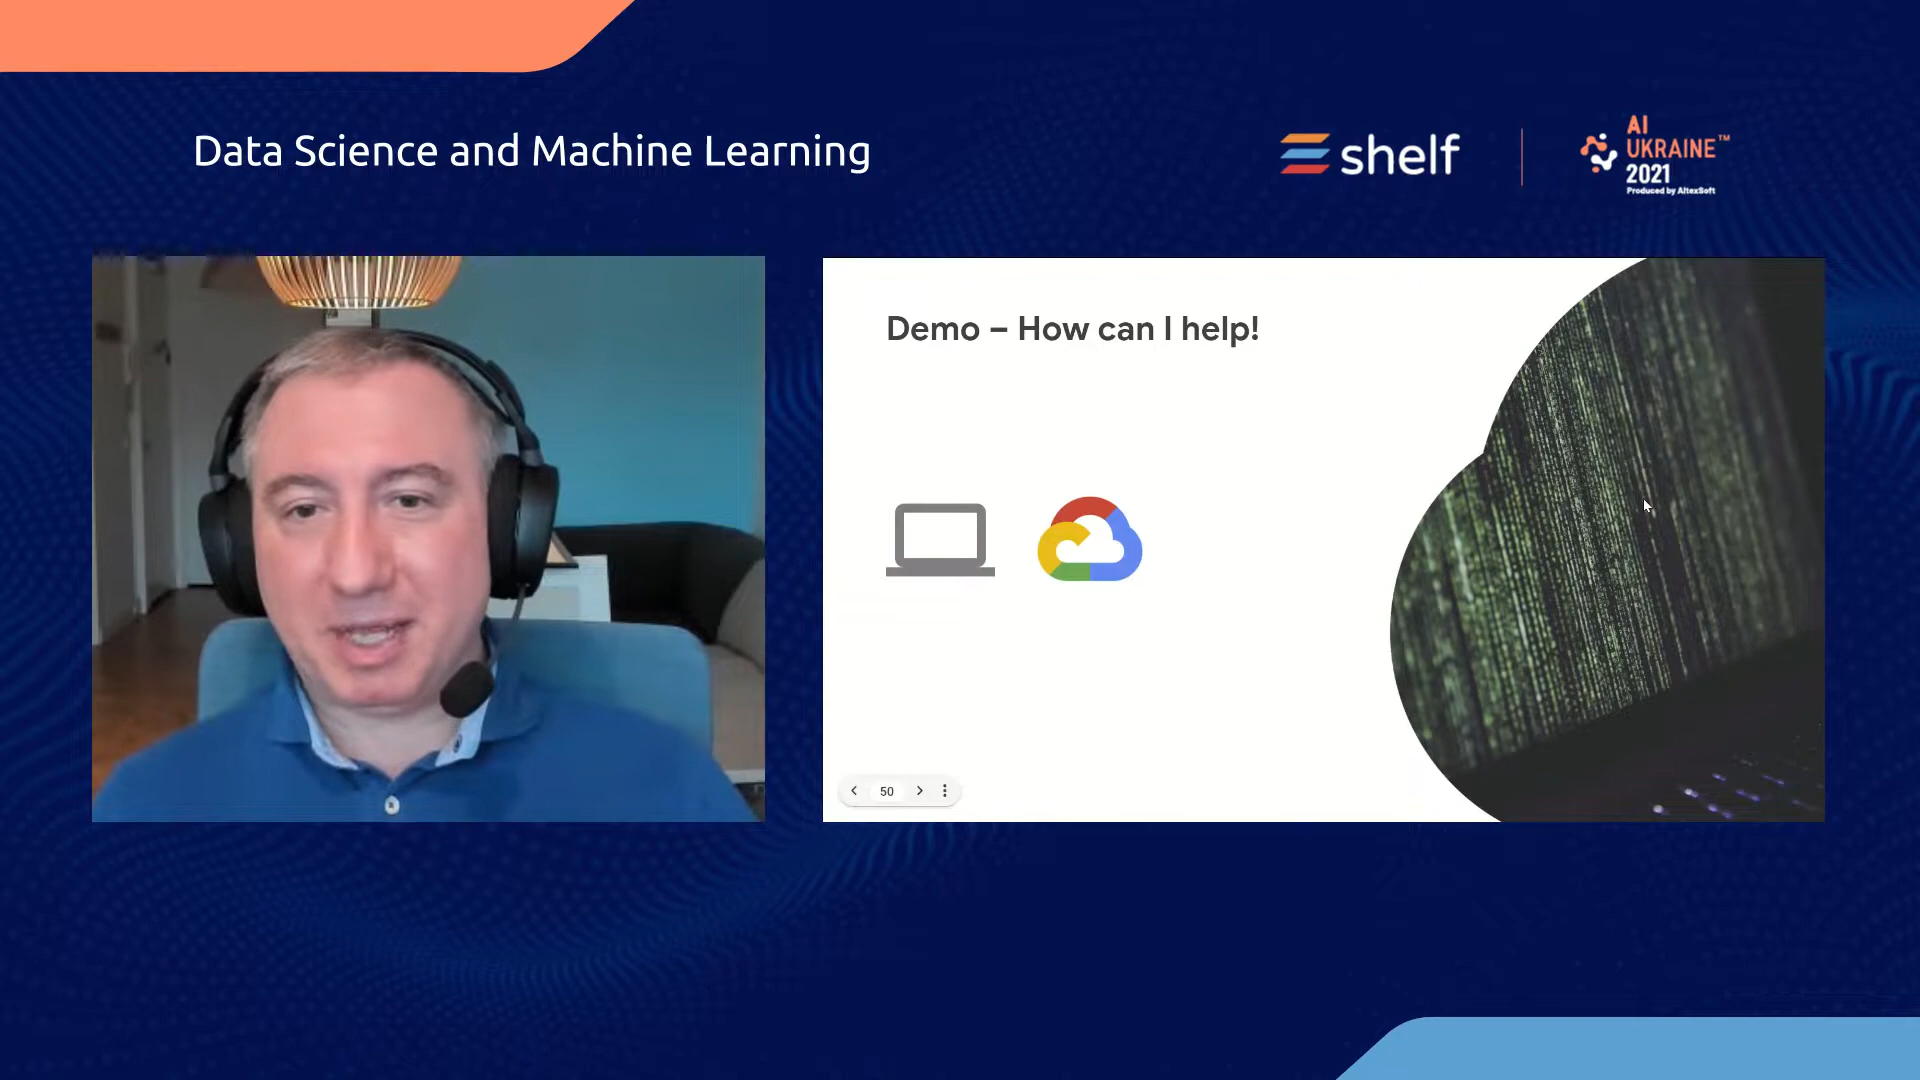 Data Science and Machine Learning
shelf
AI
UKRAINE™
2021
Produced by AltexSoft
Demo – How can I help!
50